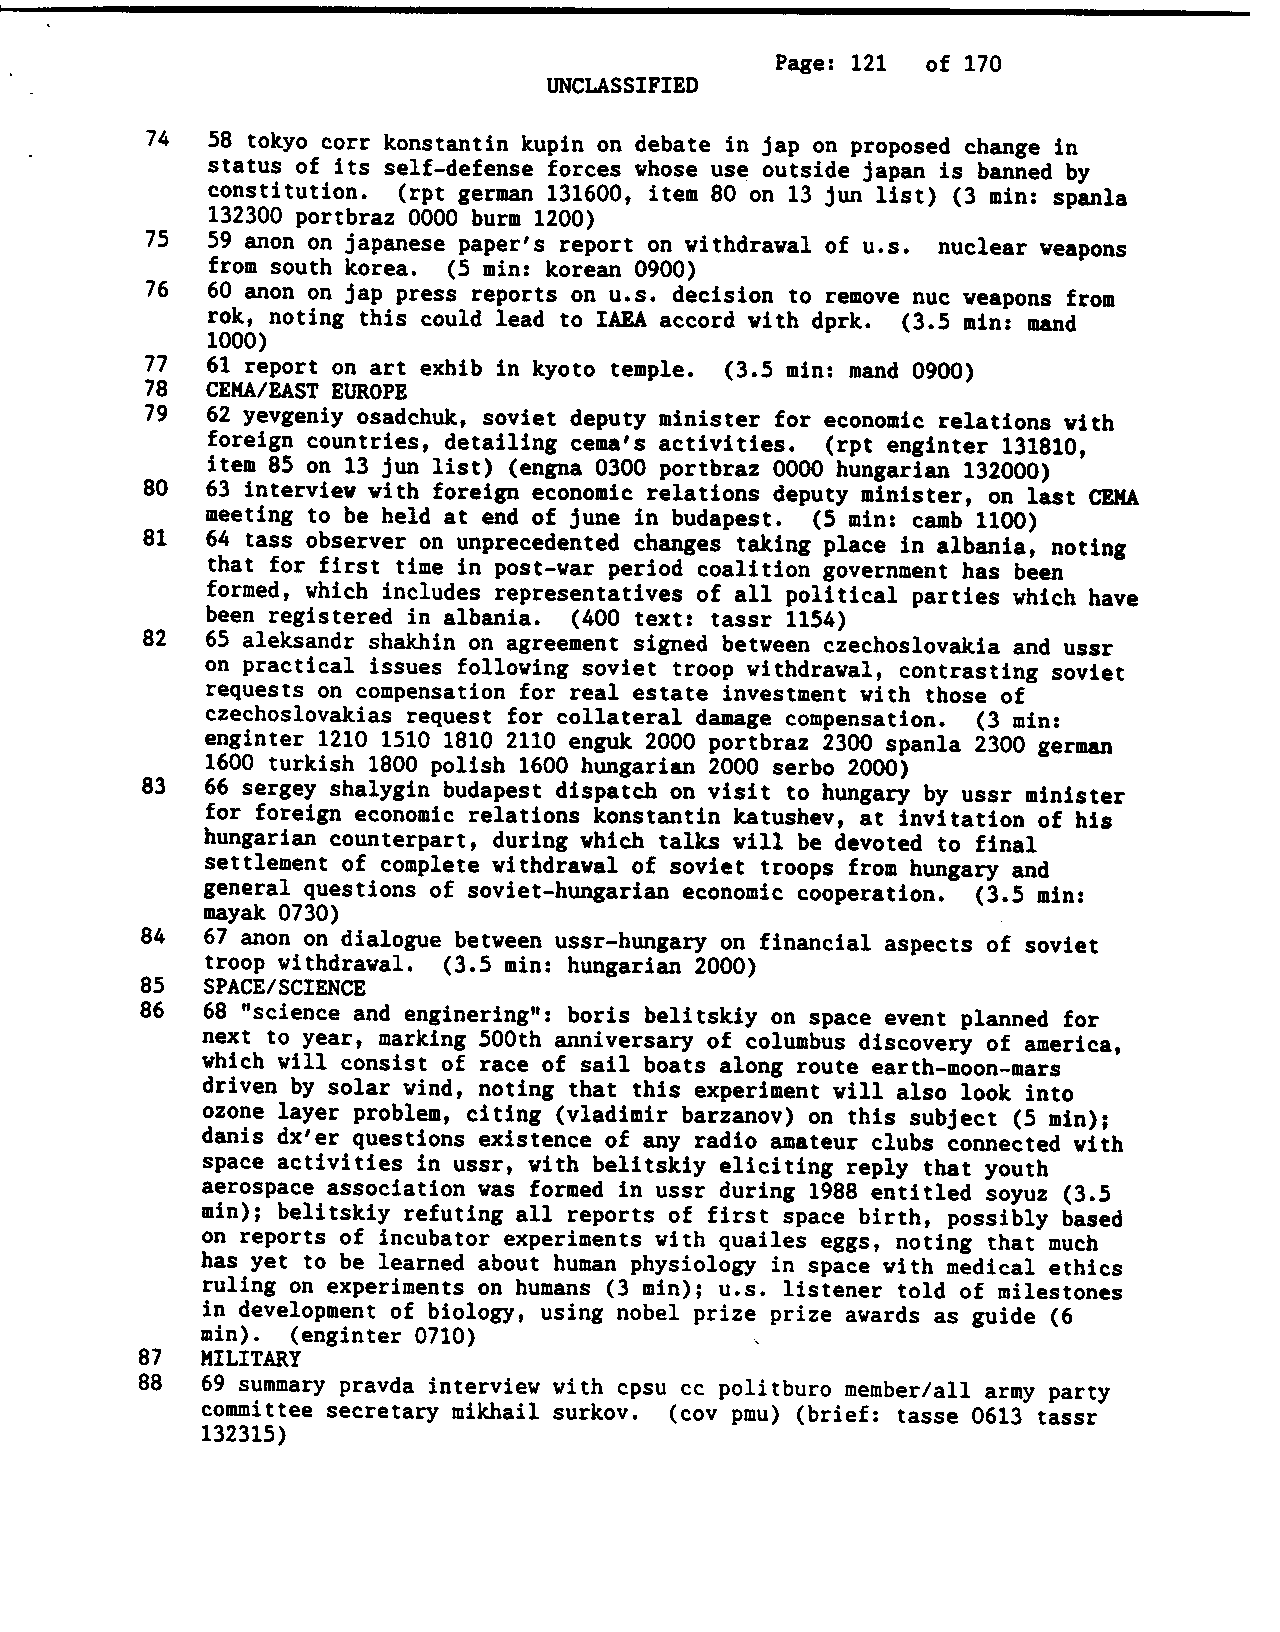 Page: 121 of 170
UNCLASSIFIED
74 58 tokyo corr konstantin kupin on debate in jap on proposed change in
status of its self-defense forces whose use outside japan is banned by
constitution. (rpt german 131600, item 80 on 13 jun list) (3 min: spanla
132300 portbraz 0000 burm 1200)
75 59 anon on japanese paper's report on withdrawal of u.s. nuclear weapons
from south korea. (5 min: korean 0900)
76 60 anon on jap press reports on u.s. decision to remove nuc weapons from
rok, noting this could lead to IAEA accord with dprk. (3.5 min: mand
1000)
77 61 report on art exhib in kyoto temple. (3.5 min: mand 0900)
78 CEMA/EAST EUROPE
79 62 yevgeniy osadchuk, soviet deputy minister for economic relations with
foreign countries, detailing cema's activities. (rpt enginter 131810,
item 85 on 13 jun list) (engna 0300 portbraz 0000 hungarian 132000)
80 63 interview with foreign economic relations deputy minister, on last CEMA
meeting to be held at end of june in budapest. (5 min: camb 1100)
81 64 tass observer on unprecedented changes taking place in albania, noting
that for first time in post-war period coalition government has been
formed, which includes representatives of all political parties which have
been registered in albania. (400 text: tassr 1154)
82 65 aleksandr shakhin on agreement signed between czechoslovakia and ussr
on practical issues following soviet troop withdrawal, contrasting soviet
requests on compensation for real estate investment with those of
czechoslovakias request for collateral damage compensation. (3 min:
enginter 1210 1510 1810 2110 enguk 2000 portbraz 2300 spanla 2300 german
1600 turkish 1800 polish 1600 hungarian 2000 serbo 2000)
83 66 sergey shalygin budapest dispatch on visit to hungary by ussr minister
for foreign economic relations konstantin katushev, at invitation of his
hungarian counterpart, during which talks will be devoted to final
settlement of complete withdrawal of soviet troops from hungary and
general questions of soviet-hungarian economic cooperation. (3.5 min:
mayak 0730)
84 67 anon on dialogue between ussr-hungary on financial aspects of soviet
troop withdrawal. (3.5 min: hungarian 2000)
85 SPACE/SCIENCE
86 68 "science and enginering": boris belitskiy on space event planned for
next to year, marking 500th anniversary of columbus discovery of america,
which will consist of race of sail boats along route earth-moon-mars
driven by solar wind, noting that this experiment will also look into
ozone layer problem, citing (vladimir barzanov) on this subject (5 min);
danis dx'er questions existence of any radio amateur clubs connected with
space activities in ussr, with belitskiy eliciting reply that youth
aerospace association was formed in ussr during 1988 entitled soyuz (3.5
min); belitskiy refuting all reports of first space birth, possibly based
on reports of incubator experiments with quailes eggs, noting that much
has yet to be learned about human physiology in space with medical ethics
ruling on experiments on humans (3 min); u.s. listener told of milestones
in development of biology, using nobel prize prize awards as guide (6
min). (enginter 0710)
87 MILITARY
88 69 summary pravda interview with cpsu cc politburo member/all army party
committee secretary mikhail surkov. (cov pmu) (brief: tasse 0613 tassr
132315)